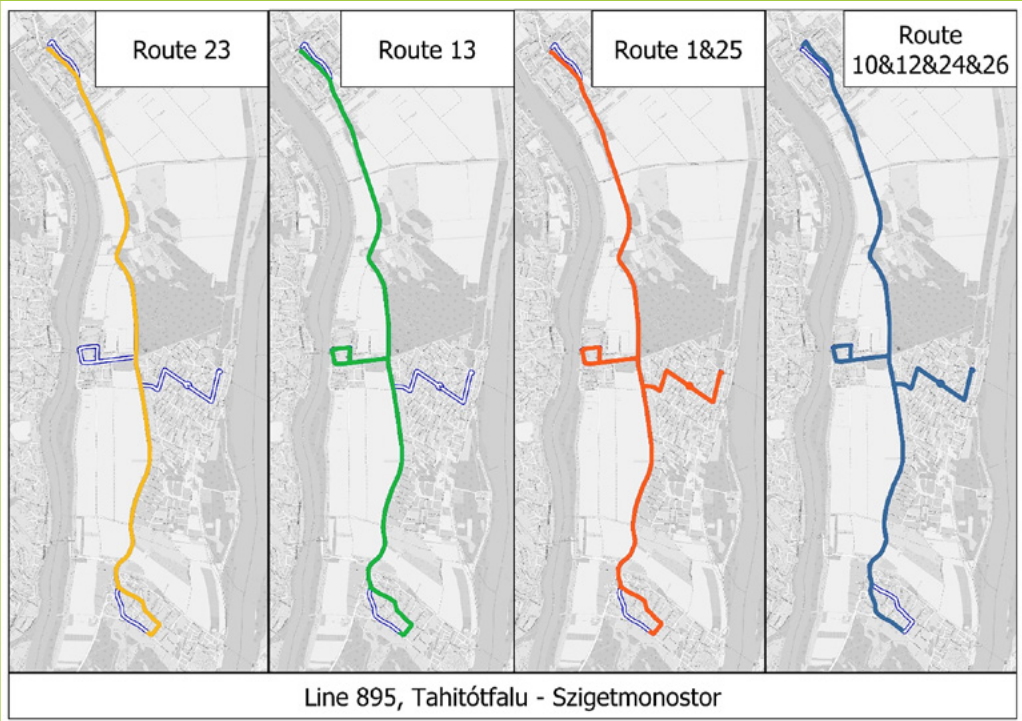 Route 23
Route 13
Route 1&25
Route
10&12&24&26
Line 895, Tahitótfalu - Szigetmonostor